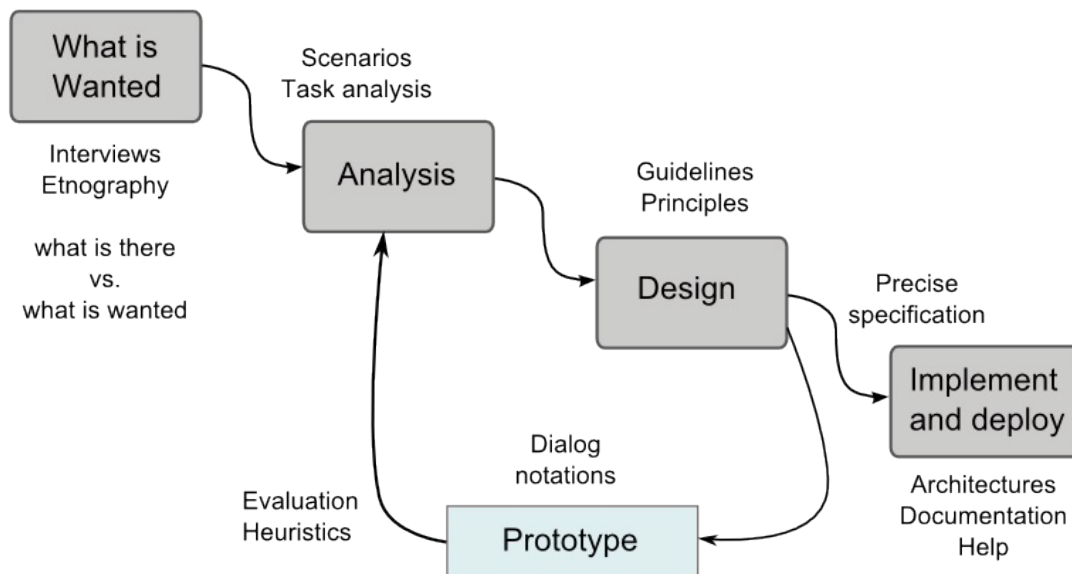 What is
Wanted
Interviews
Etnography
what is there
vs.
what is wanted
Scenarios
Task analysis
Analysis
Guidelines
Principles
Design
Precise
specification
Implement
and deploy
Architectures
Documentation
Help
Dialog
notations
Prototype
Evaluation
Heuristics